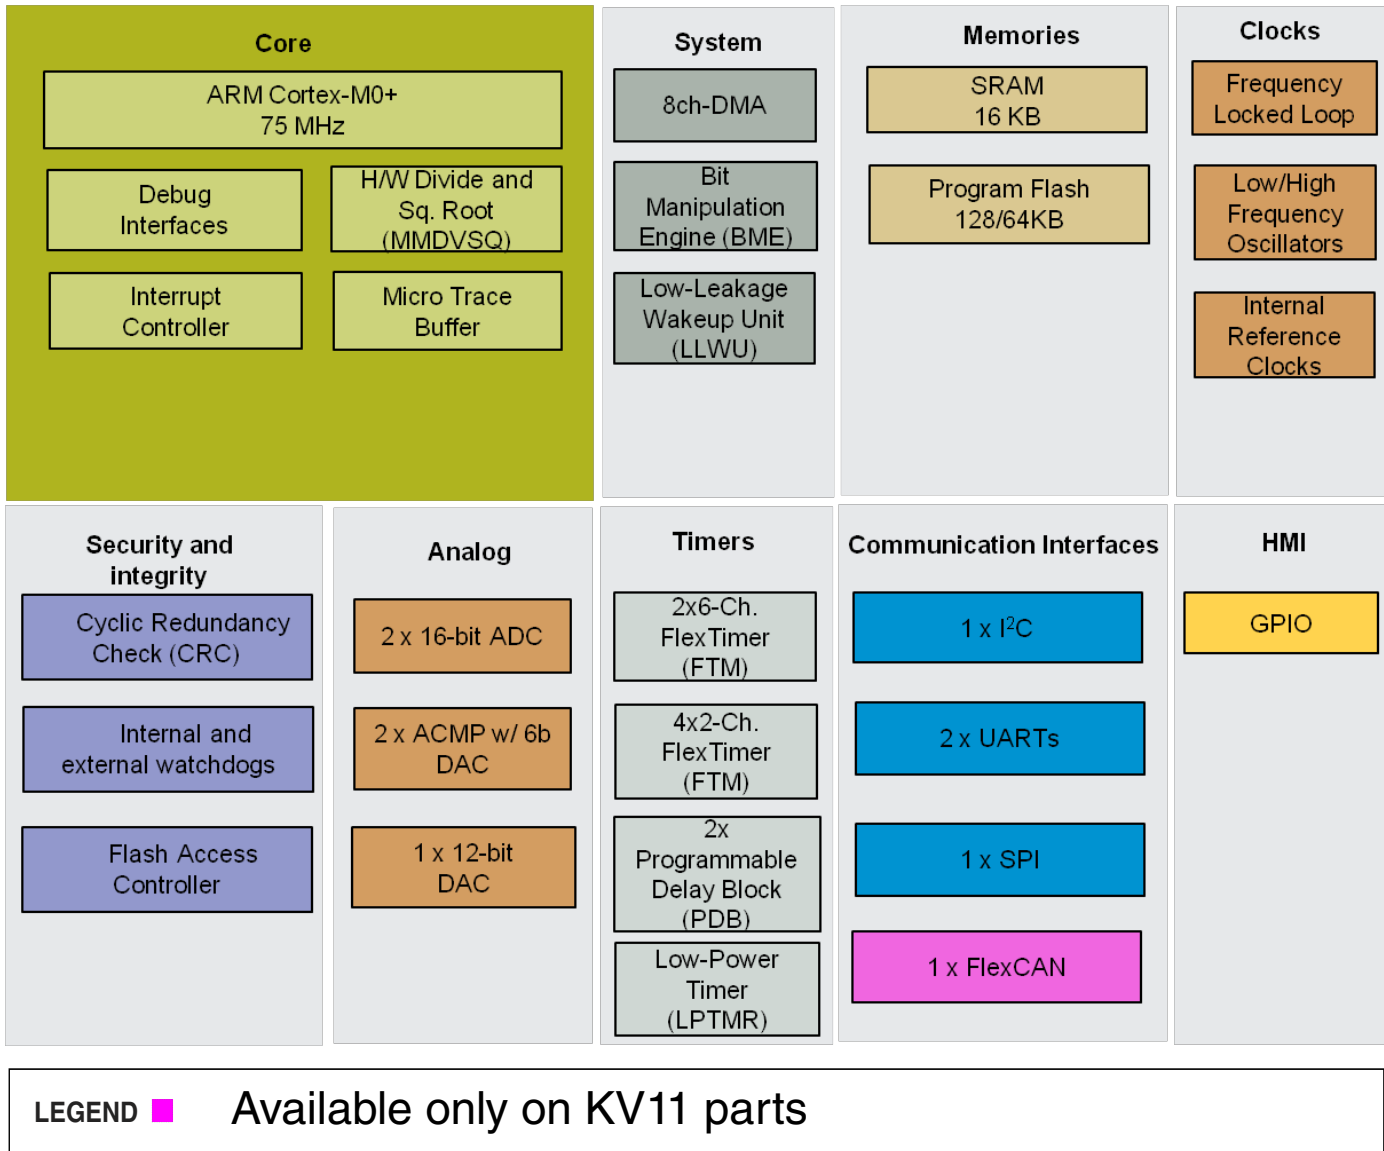 Core
ARM Cortex-M0+
75 MHz
Debug
Interfaces
H/W Divide and
Sq. Root
(MMDVSQ)
Interrupt
Controller
Micro Trace
Buffer
System
8ch-DMA
Bit
Manipulation
Engine (BME)
Low-Leakage
Wakeup Unit
(LLWU)
Memories
SRAM
16 KB
Program Flash
128/64KB
Clocks
Frequency
Locked Loop
Low/High
Frequency
Oscillators
Internal
Reference
Clocks
Security and
integrity
Cyclic Redundancy
Check (CRC)
Internal and
external watchdogs
Flash Access
Controller
Analog
2 x 16-bit ADC
2 x ACMP w/ 6b
DAC
1 x 12-bit
DAC
Timers
2x6-Ch.
FlexTimer
(FTM)
4x2-Ch.
FlexTimer
(FTM)
2x
Programmable
Delay Block
(PDB)
Low-Power
Timer
(LPTMR)
Communication Interfaces
1 x I²C
2 x UARTs
1 x SPI
1 x FlexCAN
HMI
GPIO
LEGEND Available only on KV11 parts